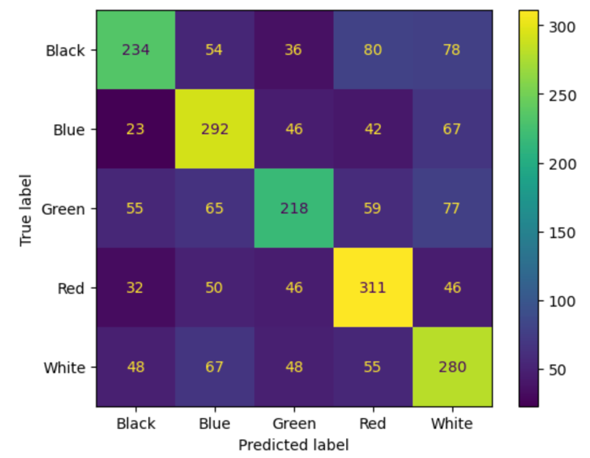 Black 234 54 36 80 78
Blue 23 292 46 42 67
Green 55 65 218 59 77
Red 32 50 46 311 46
White 48 67 48 55 280
Black Blue Green Red White
Predicted label
True label
300
250
200
150
100
50